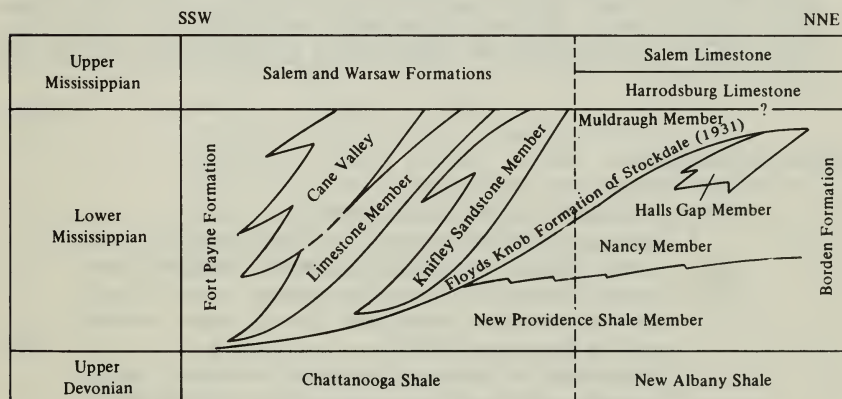 SSW
NNE
Upper
Mississippian
Salem and Warsaw Formations
Salem Limestone
Harrodsburg Limestone
Lower
Mississippian
Fort Payne Formation
Cane Valley
Limestone Member
Knifley Sandstone Member
Floyds Knob Formation of Stockdale (1931)
Muldraugh Member
?
Halls Gap Member
Nancy Member
New Providence Shale Member
Borden Formation
Upper
Devonian
Chattanooga Shale
New Albany Shale